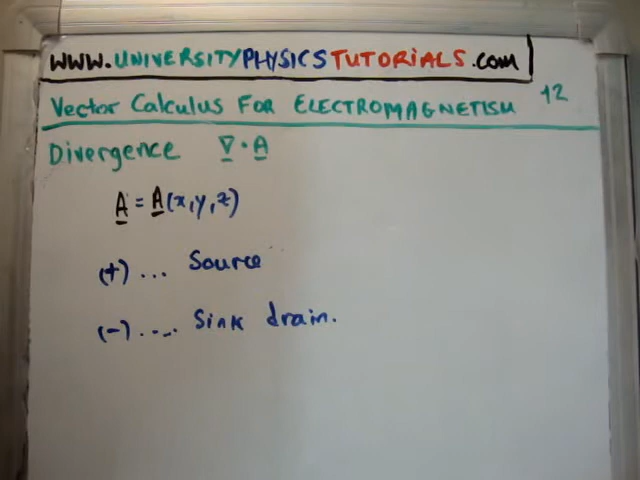 WWW.UNIVERSITYPHYSICSTUTORIALS.COM
Vector Calculus FOR ELECTROMAGNETISM 12
Divergence ∇ · A
A = A(x,y,z)
(+) ... Source
(-) .... Sink drain.